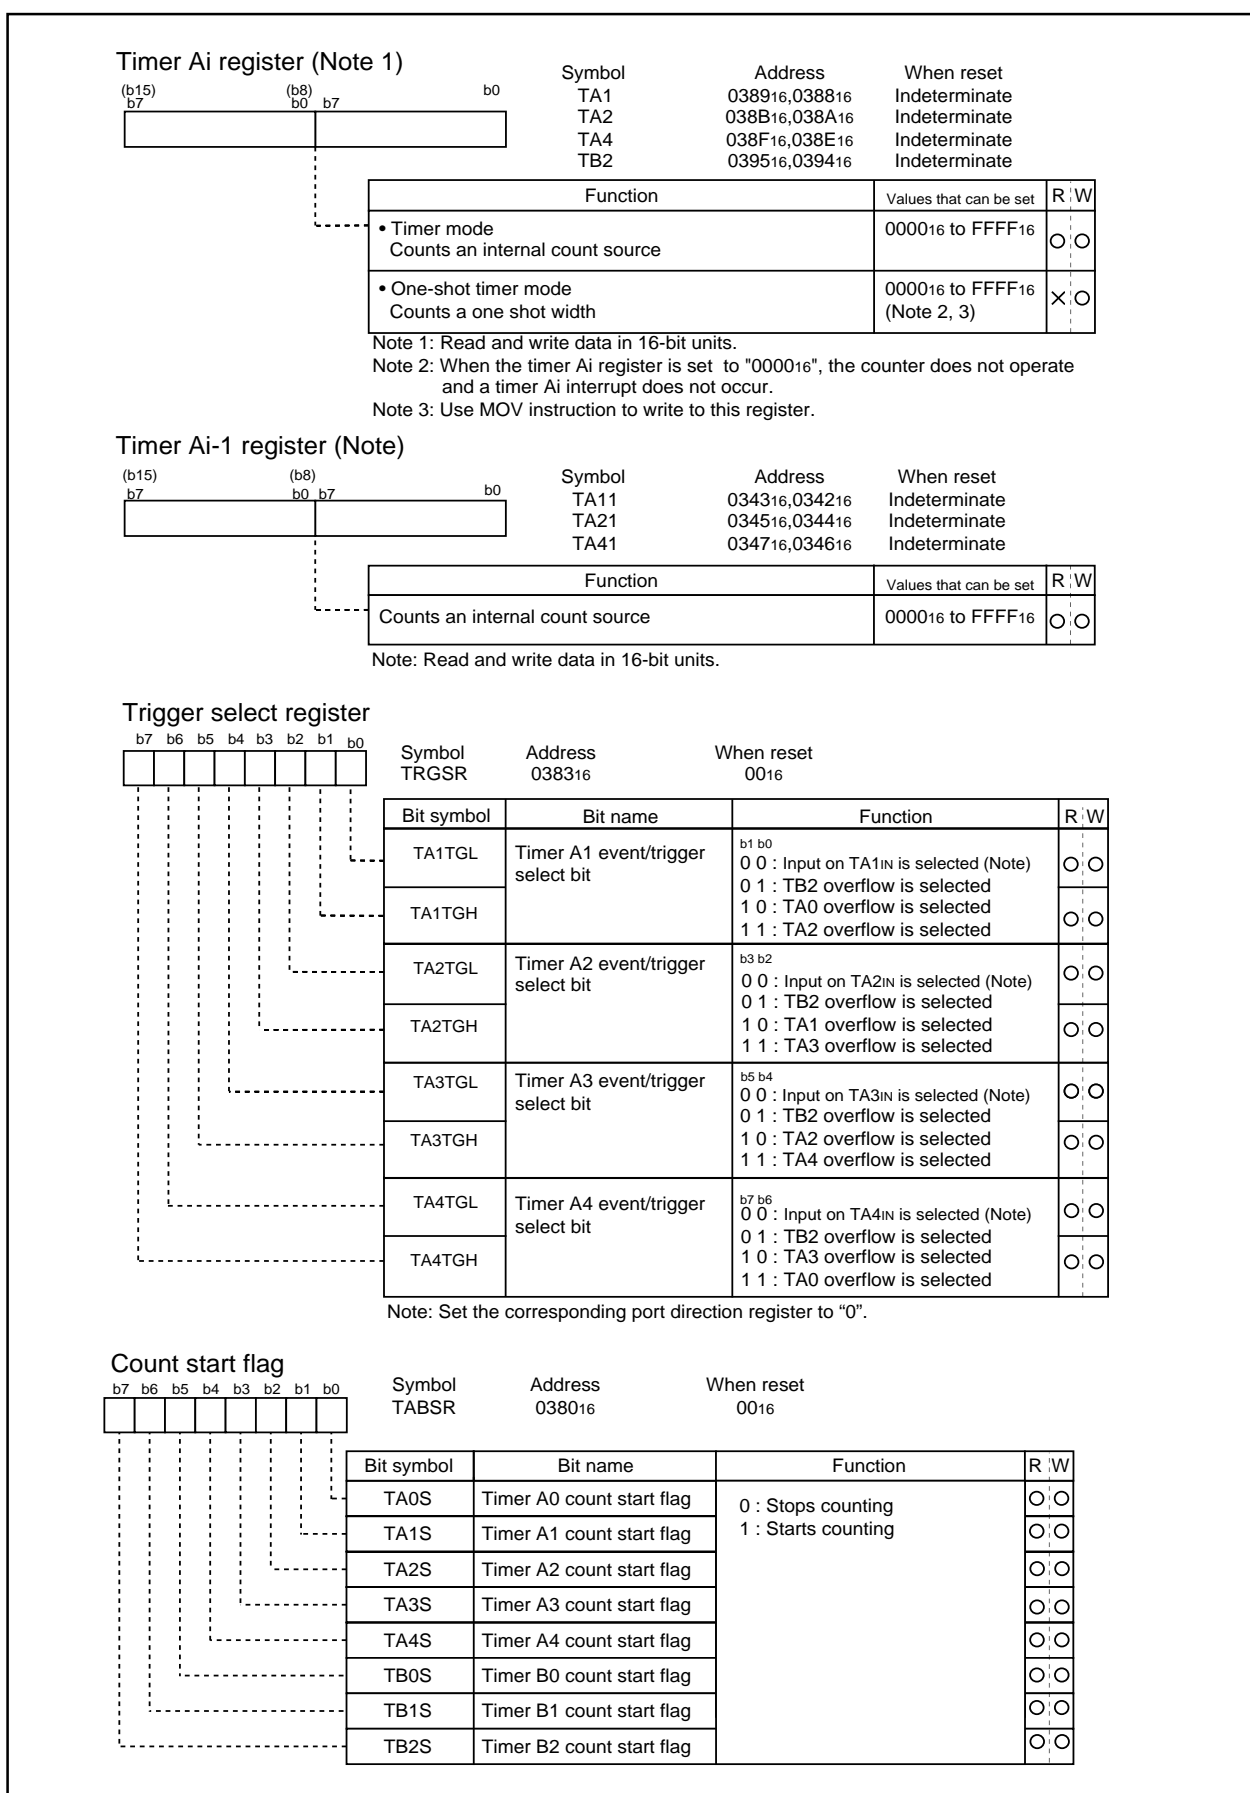 Timer Ai register (Note 1)
(b15) (b8)
b7 b0 b7 b0
Symbol Address When reset
TA1 038916,038816 Indeterminate
TA2 038B16,038A16 Indeterminate
TA4 038F16,038E16 Indeterminate
TB2 039516,039416 Indeterminate
Function Values that can be set R W
• Timer mode 000016 to FFFF16
Counts an internal count source
• One-shot timer mode 000016 to FFFF16
Counts a one shot width (Note 2, 3)
Note 1: Read and write data in 16-bit units.
Note 2: When the timer Ai register is set to "000016", the counter does not operate
and a timer Ai interrupt does not occur.
Note 3: Use MOV instruction to write to this register.
Timer Ai-1 register (Note)
(b15) (b8)
b7 b0 b7 b0
Symbol Address When reset
TA11 034316,034216 Indeterminate
TA21 034516,034416 Indeterminate
TA41 034716,034616 Indeterminate
Function Values that can be set R W
Counts an internal count source 000016 to FFFF16
Note: Read and write data in 16-bit units.
Trigger select register
b7 b6 b5 b4 b3 b2 b1 b0
Symbol Address When reset
TRGSR 038316 0016
Bit symbol Bit name Function R W
TA1TGL Timer A1 event/trigger select bit
b1 b0
0 0 : Input on TA1IN is selected (Note)
0 1 : TB2 overflow is selected
TA1TGH 1 0 : TA0 overflow is selected
1 1 : TA2 overflow is selected
TA2TGL Timer A2 event/trigger select bit
b3 b2
0 0 : Input on TA2IN is selected (Note)
0 1 : TB2 overflow is selected
TA2TGH 1 0 : TA1 overflow is selected
1 1 : TA3 overflow is selected
TA3TGL Timer A3 event/trigger select bit
b5 b4
0 0 : Input on TA3IN is selected (Note)
0 1 : TB2 overflow is selected
TA3TGH 1 0 : TA2 overflow is selected
1 1 : TA4 overflow is selected
TA4TGL Timer A4 event/trigger select bit
b7 b6
0 0 : Input on TA4IN is selected (Note)
0 1 : TB2 overflow is selected
TA4TGH 1 0 : TA3 overflow is selected
1 1 : TA0 overflow is selected
Note: Set the corresponding port direction register to “0”.
Count start flag
b7 b6 b5 b4 b3 b2 b1 b0
Symbol Address When reset
TABSR 038016 0016
Bit symbol Bit name Function R W
TA0S Timer A0 count start flag 0 : Stops counting
TA1S Timer A1 count start flag 1 : Starts counting
TA2S Timer A2 count start flag
TA3S Timer A3 count start flag
TA4S Timer A4 count start flag
TB0S Timer B0 count start flag
TB1S Timer B1 count start flag
TB2S Timer B2 count start flag